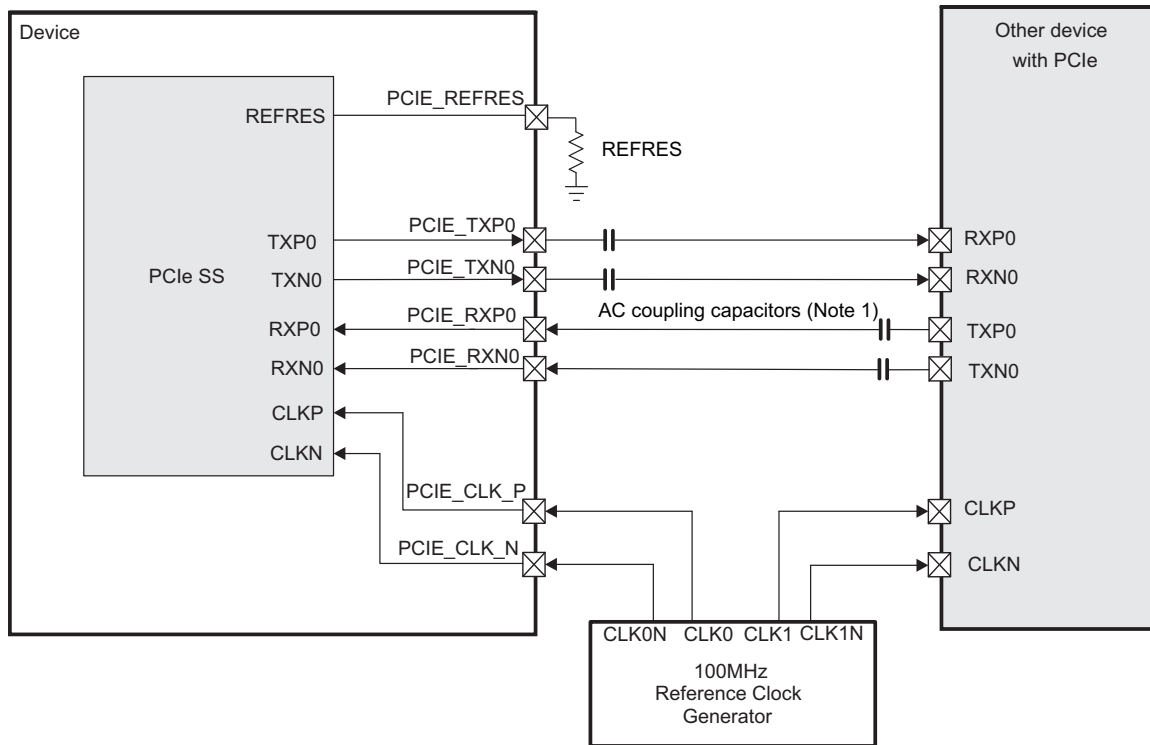 Device
Other device
with PCIe
REFRES
PCIE_REFRES
REFRES
PCIe SS
TXP0
PCIE_TXP0
RXP0
TXN0
PCIE_TXN0
RXN0
AC coupling capacitors (Note 1)
RXP0
PCIE_RXP0
TXP0
RXN0
PCIE_RXN0
TXN0
CLKP
CLKN
PCIE_CLK_P
CLKP
PCIE_CLK_N
CLKN
CLK0N CLK0 CLK1 CLK1N
100MHz
Reference Clock
Generator